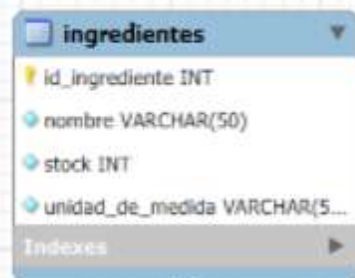 ingredientes
id_ingrediente INT
nombre VARCHAR(50)
stock INT
unidad_de_medida VARCHAR(5...
Indexes